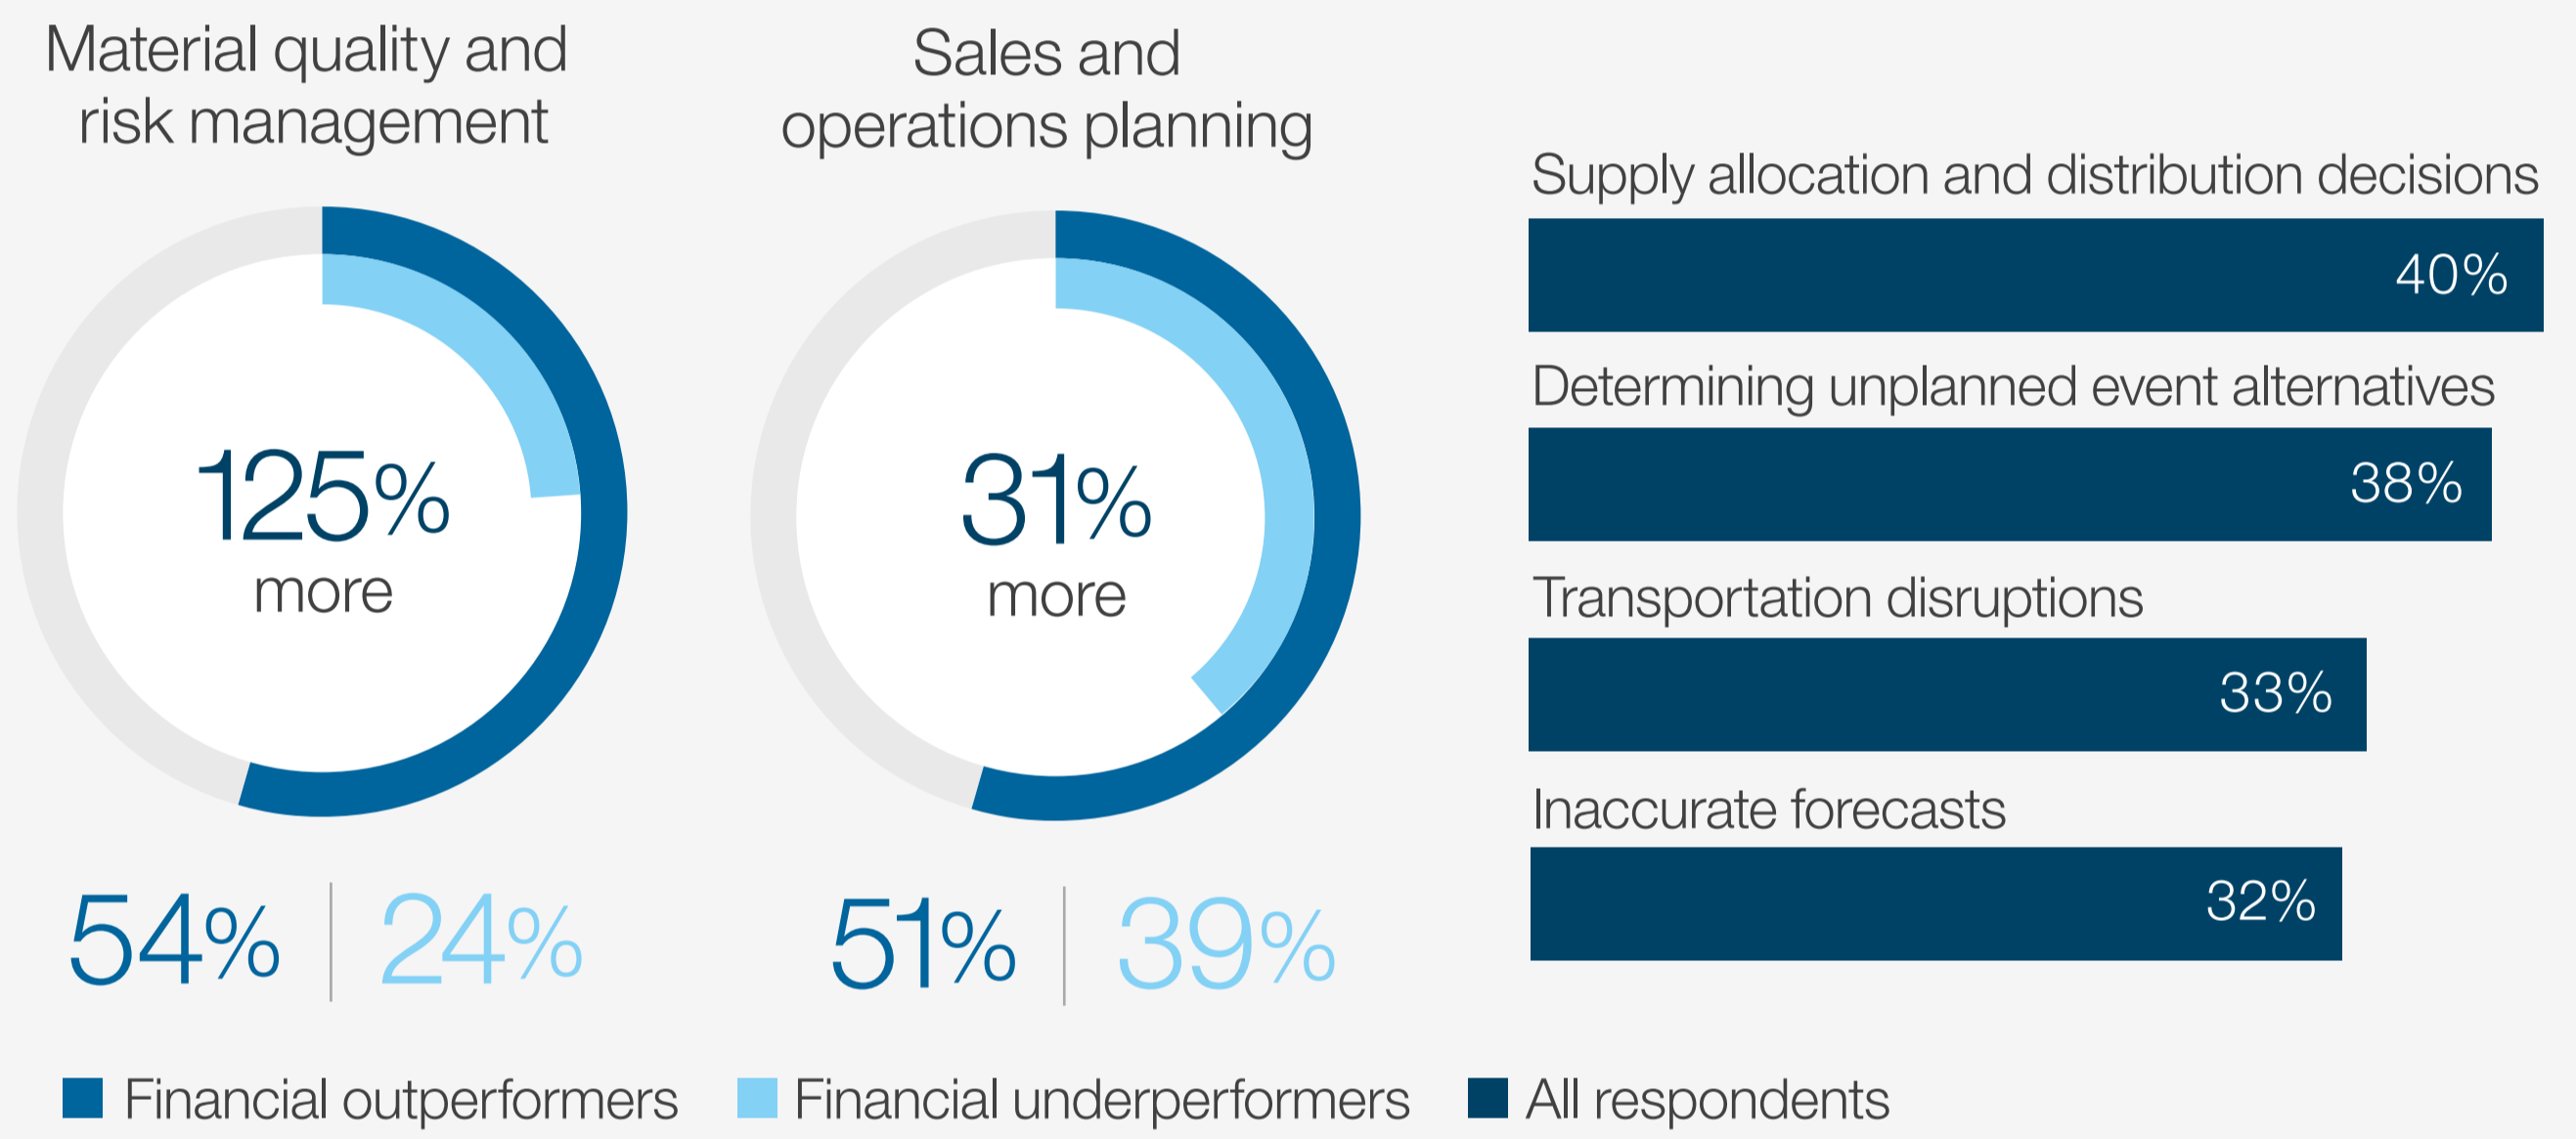 Material quality and
risk management
125%
more
54% | 24%
Sales and
operations planning
31%
more
51% | 39%
Supply allocation and distribution decisions
40%
Determining unplanned event alternatives
38%
Transportation disruptions
33%
Inaccurate forecasts
32%
Financial outperformers
Financial underperformers
All respondents